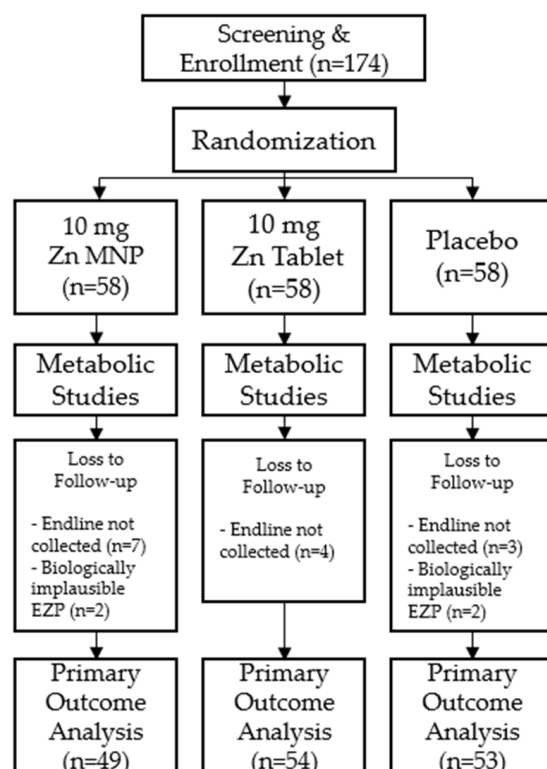 Screening &
Enrollment (n=174)
Randomization
10 mg
Zn MNP
(n=58)
10 mg
Zn Tablet
(n=58)
Placebo
(n=58)
Metabolic
Studies
Metabolic
Studies
Metabolic
Studies
Loss to
Follow-up
- Endline not
collected (n=7)
- Biologically
implausible
EZP (n=2)
Loss to
Follow-up
- Endline not
collected (n=4)
Loss to
Follow-up
- Endline not
collected (n=3)
- Biologically
implausible
EZP (n=2)
Primary
Outcome
Analysis
(n=49)
Primary
Outcome
Analysis
(n=54)
Primary
Outcome
Analysis
(n=53)